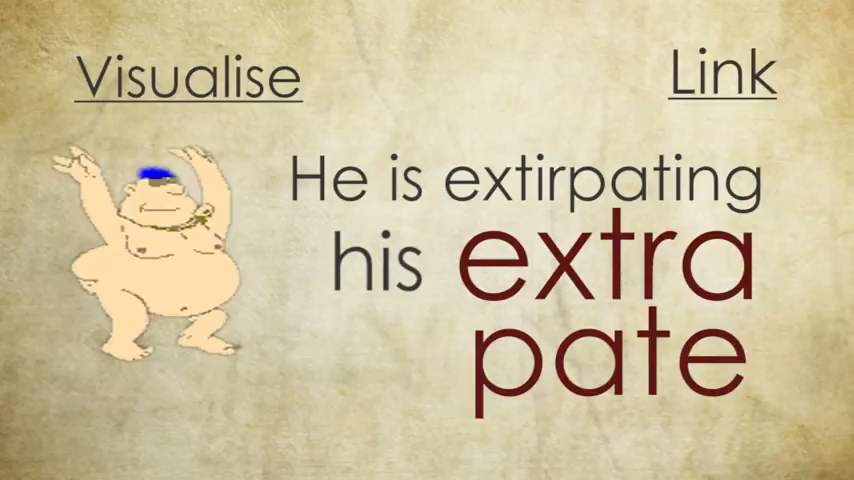 Visualise
Link
He is extirpating
his extra
pate